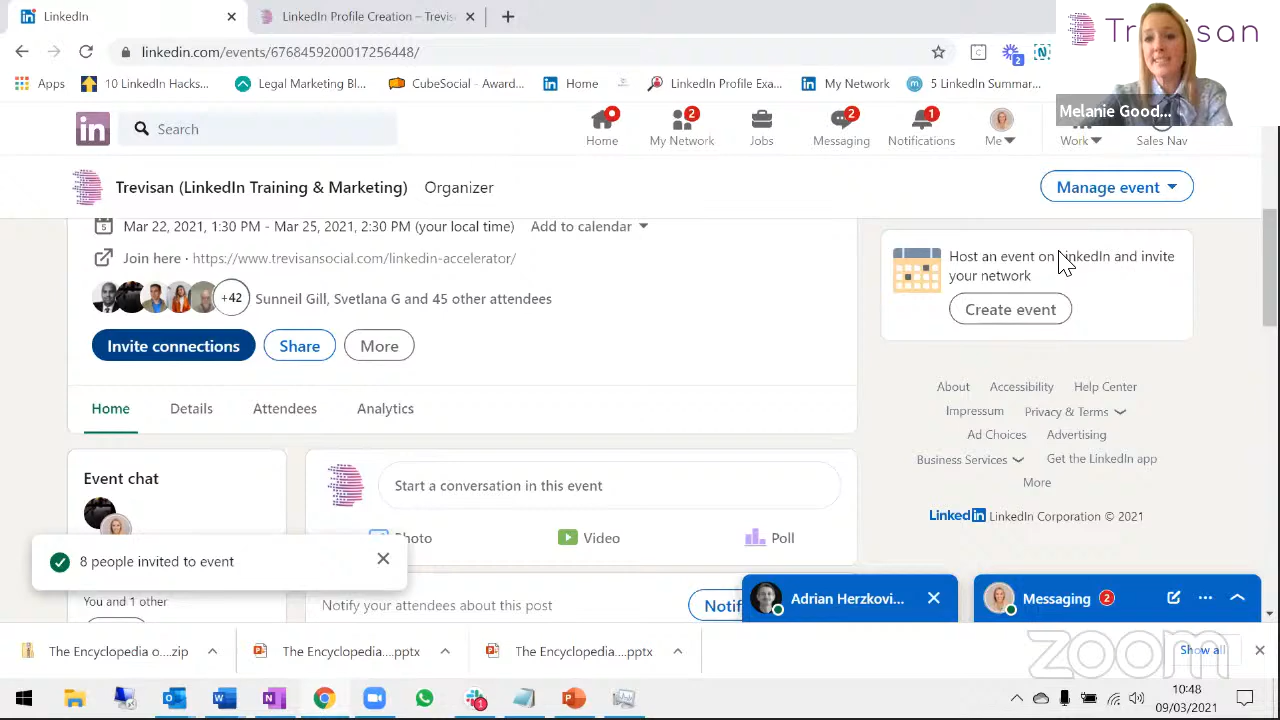 LinkedIn
LinkedIn Profile Creation – Trevis
Trevisan
linkedin.com/events/
Apps
10 LinkedIn Hacks...
Legal Marketing Bl...
CubeSocial - Award...
Home
LinkedIn Profile Exa...
My Network
5 LinkedIn Summar...
Melanie Good...
Search
Home
My Network
Jobs
Messaging
Notifications
Me
Work
Sales Nav
2
2
1
2
Trevisan (LinkedIn Training & Marketing) Organizer
Manage event
Mar 22, 2021, 1:30 PM - Mar 25, 2021, 2:30 PM (your local time) Add to calendar
Join here · https://www.trevisansocial.com/linkedin-accelerator/
+42
Sunneil Gill, Svetlana G and 45 other attendees
Invite connections
Share
More
Home
Details
Attendees
Analytics
Host an event on LinkedIn and invite
your network
Create event
About Accessibility Help Center
Impressum Privacy & Terms
Ad Choices Advertising
Business Services Get the LinkedIn app
More
LinkedIn LinkedIn Corporation © 2021
Event chat
You and 1 other
Start a conversation in this event
Video
Poll
8 people invited to event
your attendees about this post
Adrian Herzkovi...
Messaging 2
The Encyclopedia o....zip
The Encyclopedia....pptx
The Encyclopedia....pptx
Show all
zoom
10:48
09/03/2021